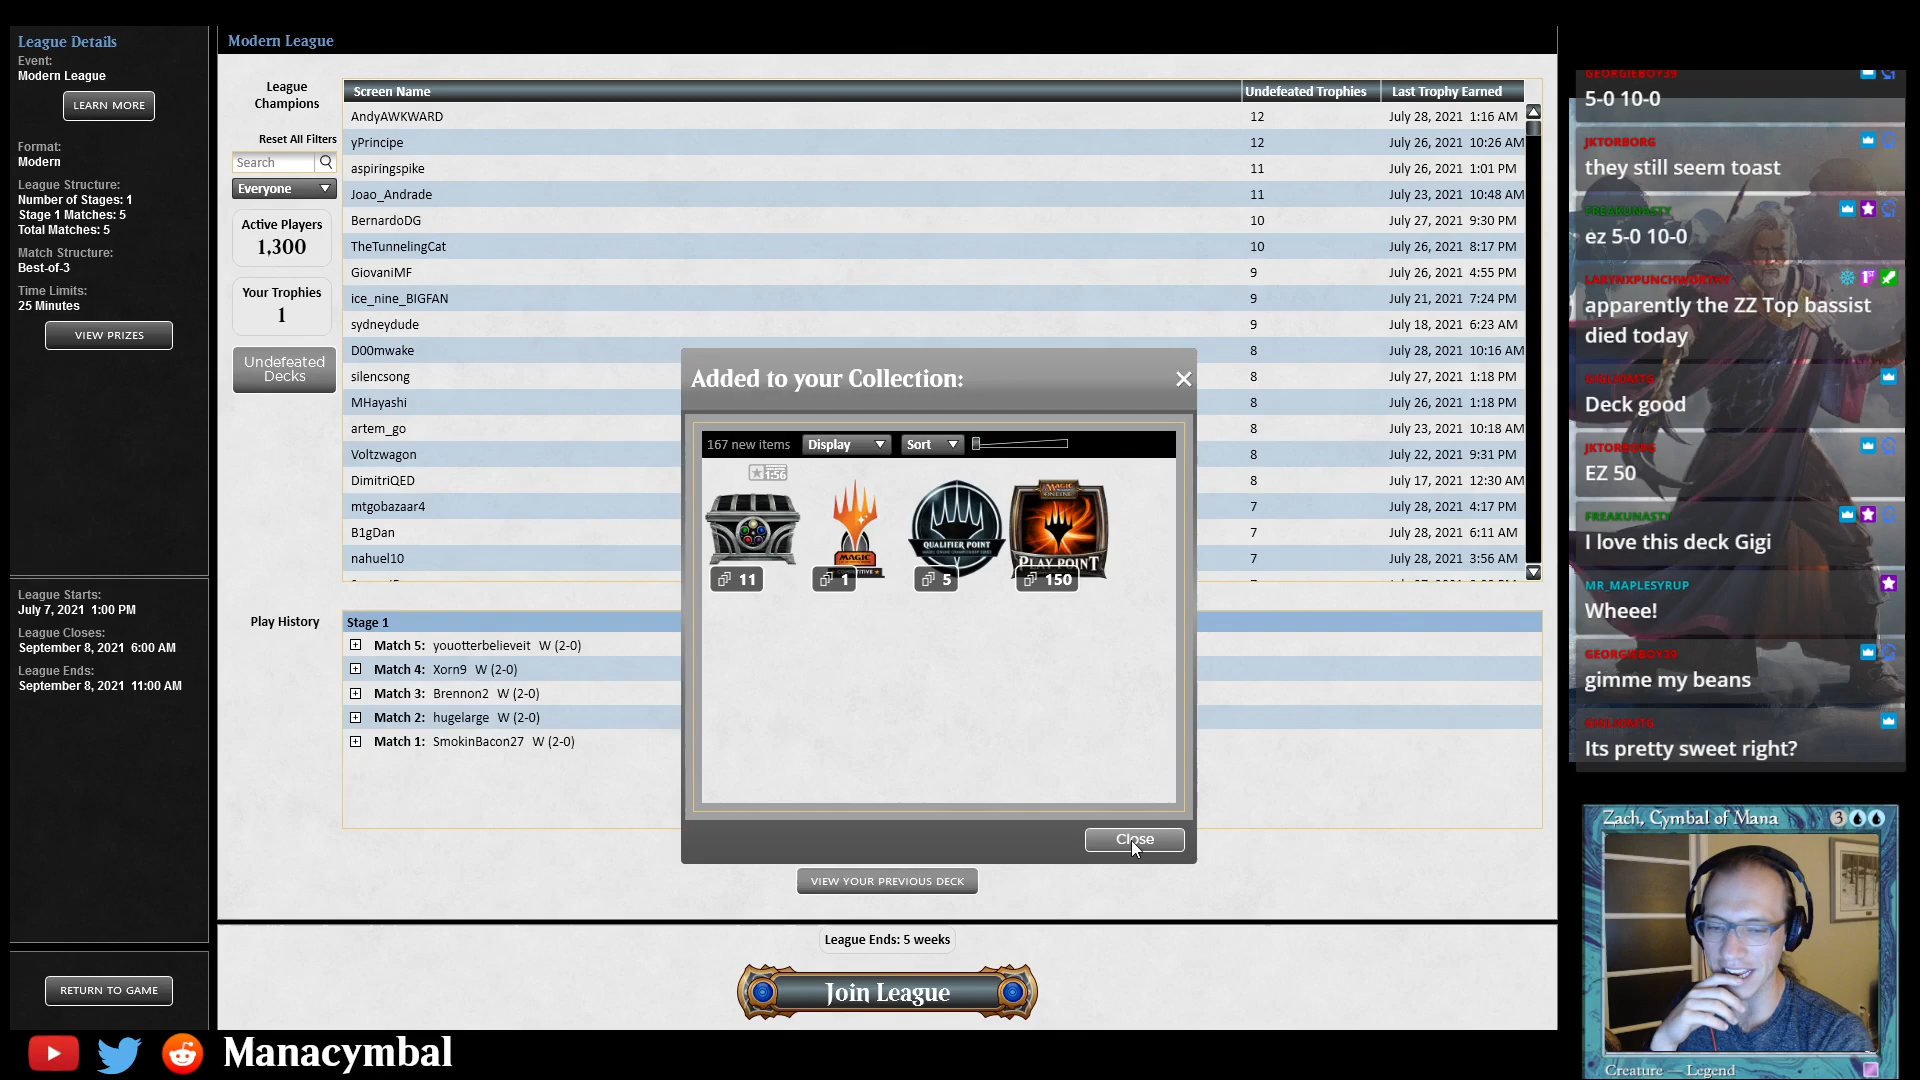 League Details
Event:
Modern League
LEARN MORE
Format:
Modern
League Structure:
Number of Stages: 1
Stage 1 Matches: 5
Total Matches: 5
Match Structure:
Best-of-3
Time Limits:
25 Minutes
VIEW PRIZES
League Starts:
July 7, 2021 1:00 PM
League Closes:
September 8, 2021 6:00 AM
League Ends:
September 8, 2021 11:00 AM
RETURN TO GAME
Modern League
League
Champions
Reset All Filters
Search
Everyone
Active Players
1,300
Your Trophies
1
Undefeated
Decks
Screen Name Undefeated Trophies Last Trophy Earned
AndyAWKWARD 12 July 28, 2021 1:16 AM
yPrincipe 12 July 26, 2021 10:26 AM
aspiringspike 11 July 26, 2021 1:01 PM
Joao_Andrade 11 July 23, 2021 10:48 AM
BernardoDG 10 July 27, 2021 9:30 PM
TheTunnelingCat 10 July 26, 2021 8:17 PM
GiovaniMF 9 July 26, 2021 4:55 PM
ice_nine_BIGFAN 9 July 21, 2021 7:24 PM
sydneydude 9 July 18, 2021 6:23 AM
D00mwake 8 July 28, 2021 10:16 AM
silencsong 8 July 27, 2021 1:18 PM
MHayashi 8 July 26, 2021 1:18 PM
artem_go 8 July 23, 2021 10:18 AM
Voltzwagon 8 July 22, 2021 9:31 PM
DimitriQED 8 July 17, 2021 12:30 AM
mtgobazaar4 7 July 28, 2021 4:17 PM
B1gDan 7 July 28, 2021 6:11 AM
nahuel10 7 July 28, 2021 3:56 AM
Added to your Collection:
167 new items Display Sort
1:56
MAGIC
QUALIFIER POINT
MAGIC ONLINE
PLAY POINT
11 1 5 150
Close
Play History
Stage 1
Match 5: youotterbelieveit W (2-0)
Match 4: Xorn9 W (2-0)
Match 3: Brennon2 W (2-0)
Match 2: hugelarge W (2-0)
Match 1: SmokinBacon27 W (2-0)
VIEW YOUR PREVIOUS DECK
League Ends: 5 weeks
Join League
GEORGIEBOY39
5-0 10-0
JKTORBORG
they still seem toast
FREAKUNASTY
ez 5-0 10-0
LARYNXPUNCHWORTHY
apparently the ZZ Top bassist
died today
GIGLIOMTG
Deck good
JKTORBORG
EZ 50
FREAKUNASTY
I love this deck Gigi
MR_MAPLESYRUP
Wheee!
GEORGIEBOY39
gimme my beans
GIGLIOMTG
Its pretty sweet right?
Zach, Cymbal of Mana 3
Creature — Legend
Manacymbal